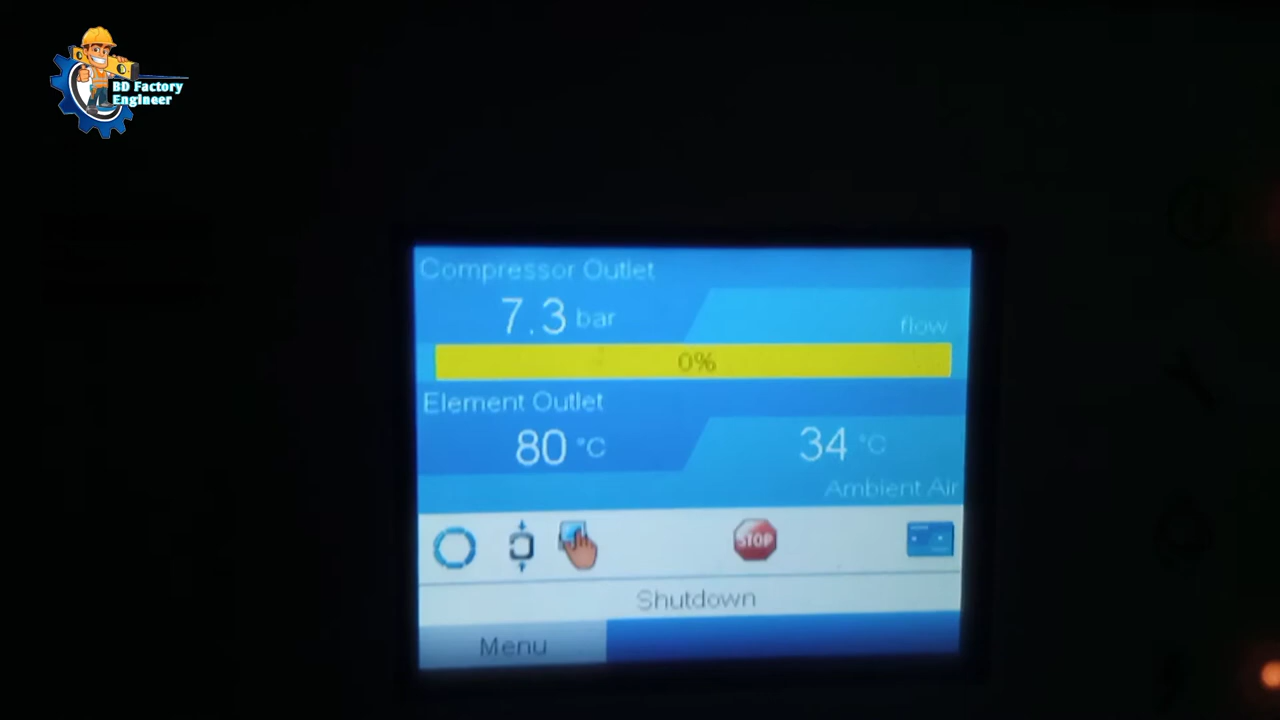 BD Factory
Engineer
Compressor Outlet
7.3 bar
flow
0%
Element Outlet
80 °C
34 °C
Ambient Air
STOP
Shutdown
Menu